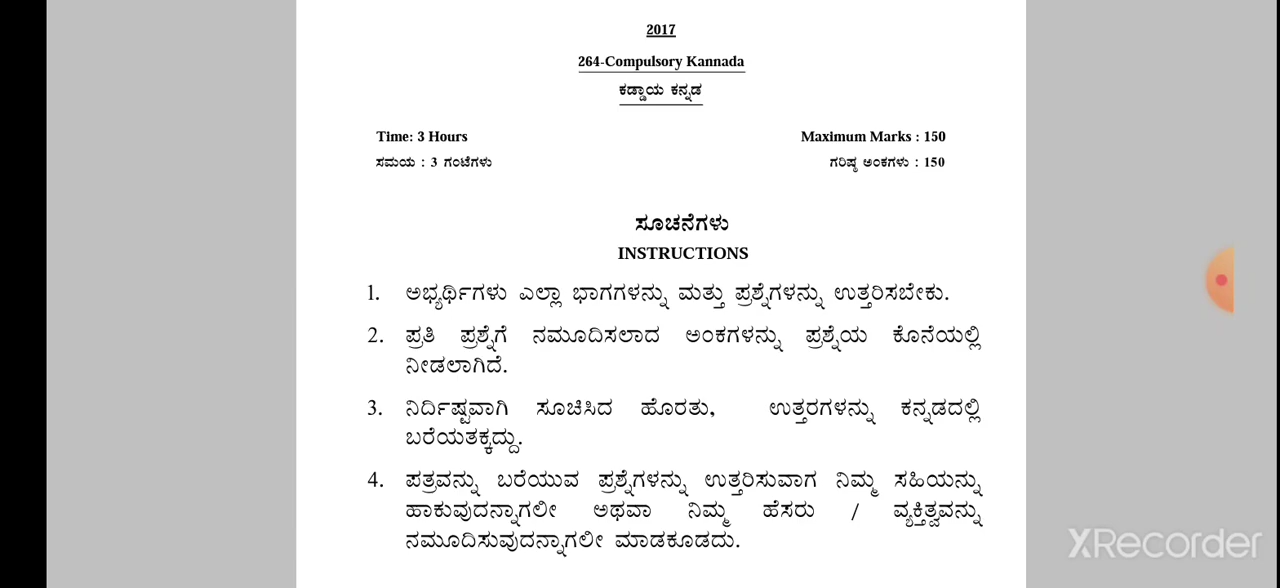 2017
264-Compulsory Kannada
ಕಡ್ಡಾಯ ಕನ್ನಡ
Time: 3 Hours Maximum Marks : 150
ಸಮಯ : 3 ಗಂಟೆಗಳು ಗರಿಷ್ಠ ಅಂಕಗಳು : 150
ಸೂಚನೆಗಳು
INSTRUCTIONS
1. ಅಭ್ಯರ್ಥಿಗಳು ಎಲ್ಲಾ ಭಾಗಗಳನ್ನು ಮತ್ತು ಪ್ರಶ್ನೆಗಳನ್ನು ಉತ್ತರಿಸಬೇಕು.
2. ಪ್ರತಿ ಪ್ರಶ್ನೆಗೆ ನಮೂದಿಸಲಾದ ಅಂಕಗಳನ್ನು ಪ್ರಶ್ನೆಯ ಕೊನೆಯಲ್ಲಿ
ನೀಡಲಾಗಿದೆ.
3. ನಿರ್ದಿಷ್ಟವಾಗಿ ಸೂಚಿಸಿದ ಹೊರತು, ಉತ್ತರಗಳನ್ನು ಕನ್ನಡದಲ್ಲಿ
ಬರೆಯತಕ್ಕದ್ದು.
4. ಪತ್ರವನ್ನು ಬರೆಯುವ ಪ್ರಶ್ನೆಗಳನ್ನು ಉತ್ತರಿಸುವಾಗ ನಿಮ್ಮ ಸಹಿಯನ್ನು
ಹಾಕುವುದನ್ನಾಗಲೀ ಅಥವಾ ನಿಮ್ಮ ಹೆಸರು / ವ್ಯಕ್ತಿತ್ವವನ್ನು
ನಮೂದಿಸುವುದನ್ನಾಗಲೀ ಮಾಡಕೂಡದು.
XRecorder